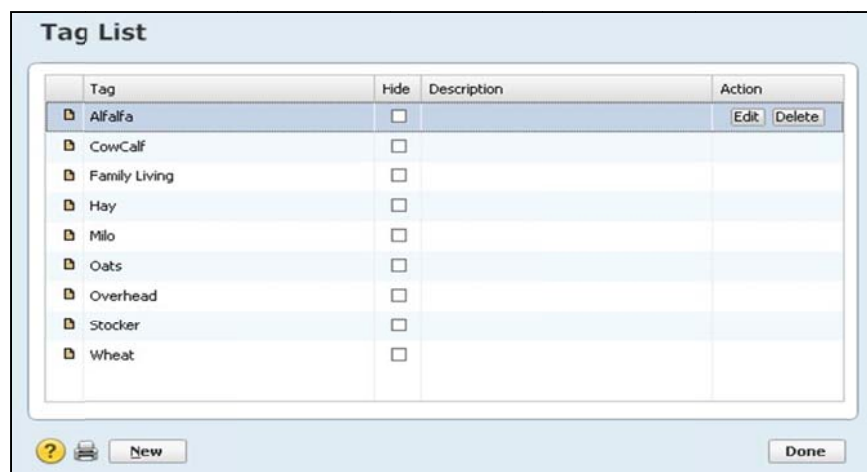 Tag List
Tag Hide Description Action
Alfalfa Edit Delete
CowCalf
Family Living
Hay
Milo
Oats
Overhead
Stocker
Wheat
? New Done